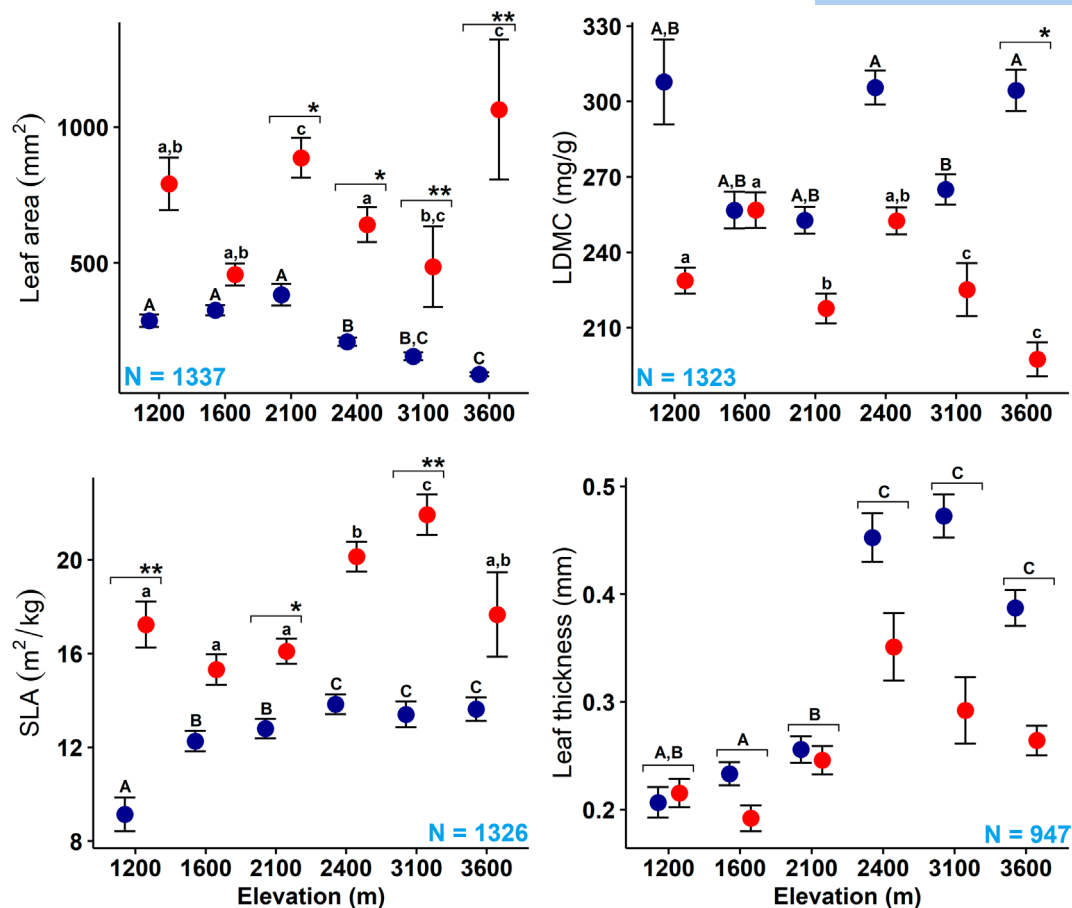 Leaf area (mm²)
1000
500
A
a,b
A
a,b
A
c
*
B
a
*
B,C
b,c
**
C
c
**
N = 1337
1200 1600 2100 2400 3100 3600
LDMC (mg/g)
330
300
270
240
210
A,B
a
A,B
a
A,B
b
A
a,b
B
c
A
*
c
N = 1323
1200 1600 2100 2400 3100 3600
SLA (m²/kg)
20
16
12
8
A
a
**
B
a
B
a
*
C
b
C
c
**
C
a,b
N = 1326
1200 1600 2100 2400 3100 3600
Elevation (m)
Leaf thickness (mm)
0.5
0.4
0.3
0.2
A,B
A
B
C
C
C
N = 947
1200 1600 2100 2400 3100 3600
Elevation (m)